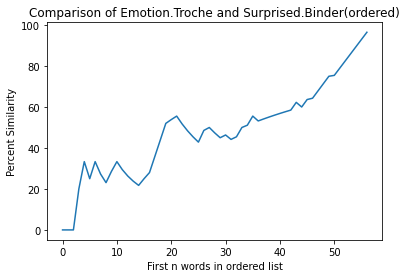 Comparison of Emotion.Troche and Surprised.Binder(ordered)
100
80
60
40
20
0
Percent Similarity
0 10 20 30 40 50
First n words in ordered list